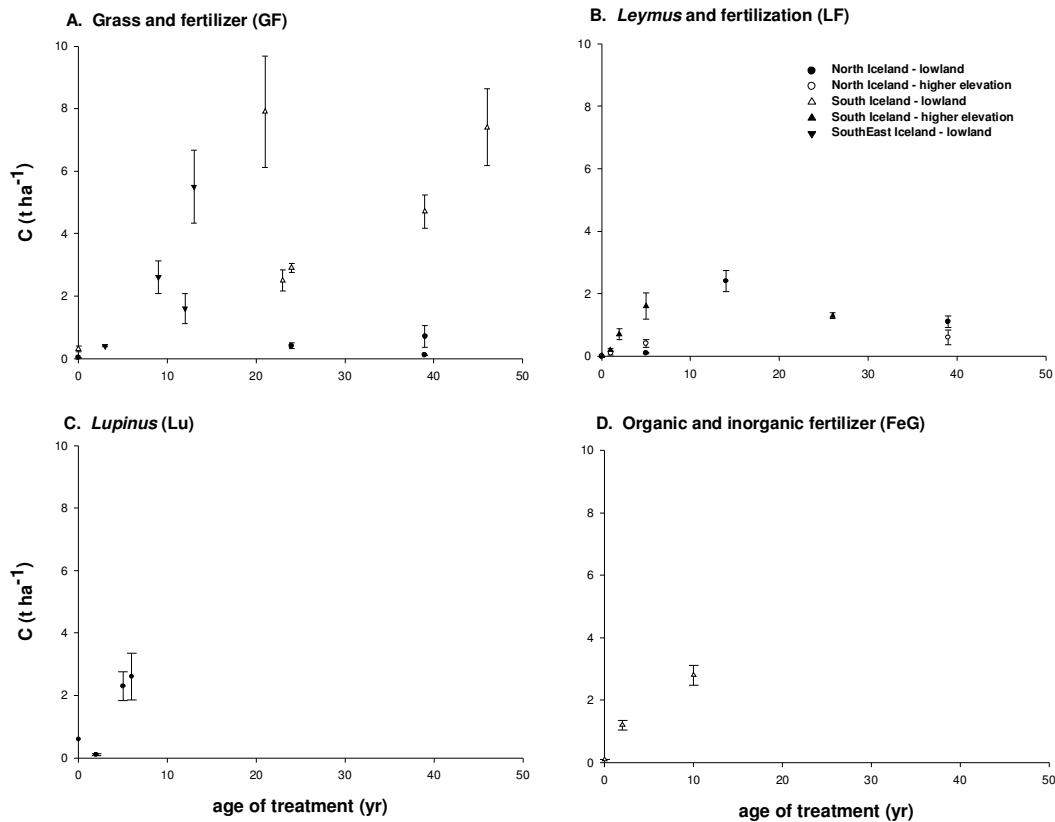 A. Grass and fertilizer (GF)
10
8
6
4
2
0
C (t ha⁻¹)
0 10 20 30 40 50
B. Leymus and fertilization (LF)
North Iceland - lowland
North Iceland - higher elevation
South Iceland - lowland
South Iceland - higher elevation
SouthEast Iceland - lowland
10
8
6
4
2
0
0 10 20 30 40 50
C. Lupinus (Lu)
10
8
6
4
2
0
C (t ha⁻¹)
0 10 20 30 40 50
age of treatment (yr)
D. Organic and inorganic fertilizer (FeG)
10
8
6
4
2
0
0 10 20 30 40 50
age of treatment (yr)